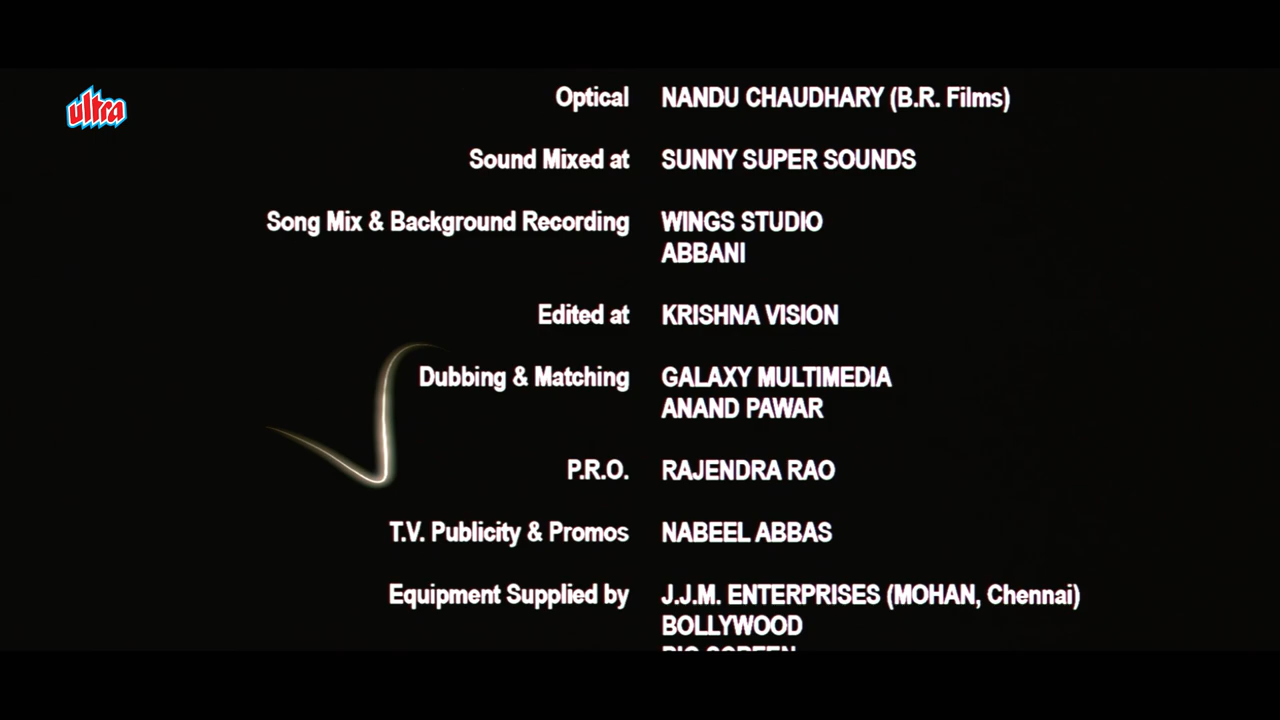 ultra
Optical NANDU CHAUDHARY (B.R. Films)
Sound Mixed at SUNNY SUPER SOUNDS
Song Mix & Background Recording WINGS STUDIO
ABBANI
Edited at KRISHNA VISION
Dubbing & Matching GALAXY MULTIMEDIA
ANAND PAWAR
P.R.O. RAJENDRA RAO
T.V. Publicity & Promos NABEEL ABBAS
Equipment Supplied by J.J.M. ENTERPRISES (MOHAN, Chennai)
BOLLYWOOD